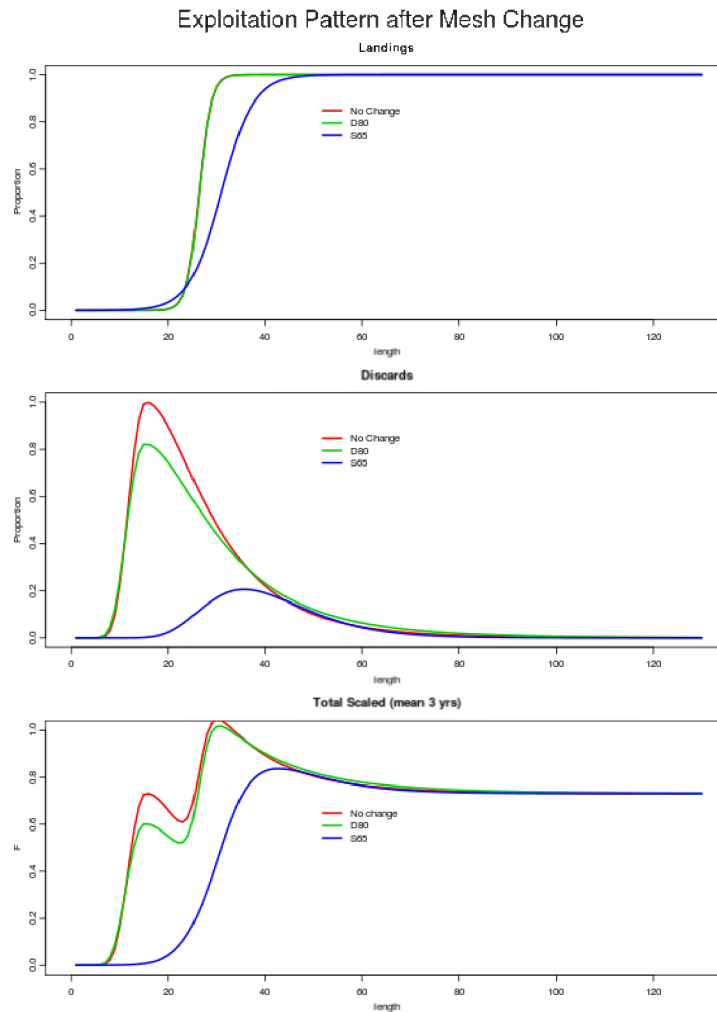 Exploitation Pattern after Mesh Change
Landings
1.0
0.8
0.6
0.4
0.2
0.0
Proportion
No Change
D80
S65
0 20 40 60 80 100 120
length
Discards
1.0
0.8
0.6
0.4
0.2
0.0
Proportion
No Change
D80
S65
0 20 40 60 80 100 120
length
Total Scaled (mean 3 yrs)
1.0
0.8
0.6
0.4
0.2
0.0
F
No change
D80
S65
0 20 40 60 80 100 120
length